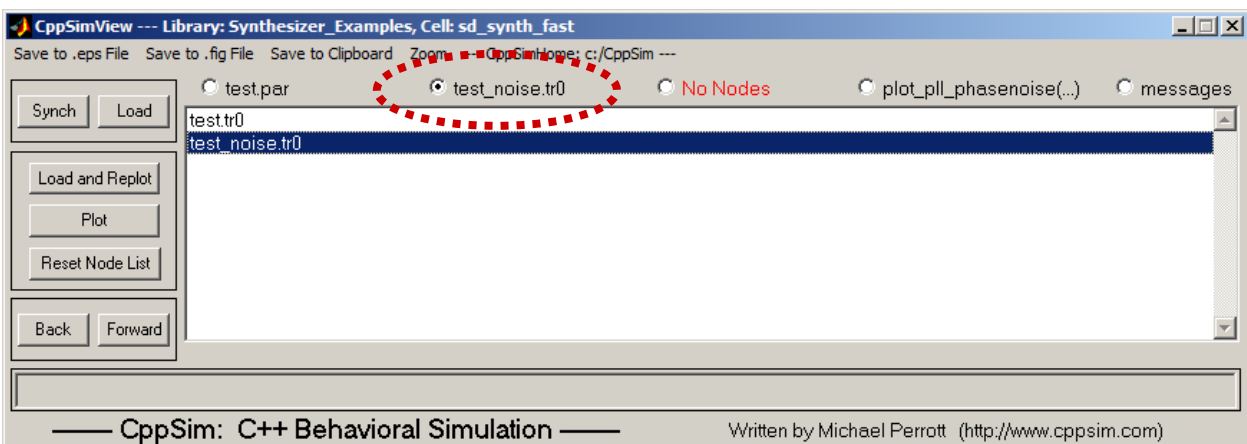 CppSimView --- Library: Synthesizer_Examples, Cell: sd_synth_fast
Save to .eps File Save to .fig File Save to Clipboard Zoom --- CppSimHome: c:/CppSim ---
test.par test_noise.tr0 No Nodes plot_pll_phasenoise(...) messages
Synch Load
test.tr0
test_noise.tr0
Load and Replot
Plot
Reset Node List
Back Forward
CppSim: C++ Behavioral Simulation
Written by Michael Perrott (http://www.cppsim.com)